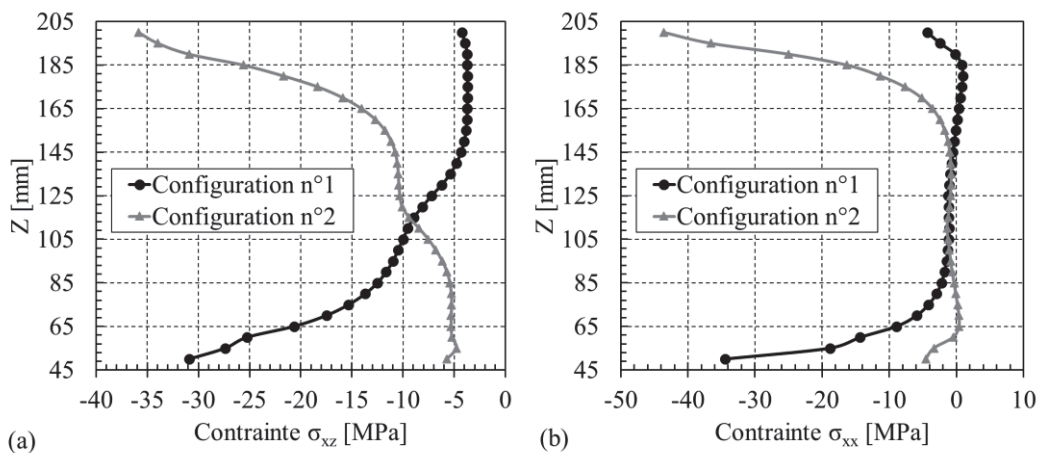 205
185
165
145
125
105
85
65
45
Z [mm]
Configuration n°1
Configuration n°2
-40 -35 -30 -25 -20 -15 -10 -5 0
(a) Contrainte σxz [MPa]
205
185
165
145
125
105
85
65
45
Z [mm]
Configuration n°1
Configuration n°2
-50 -40 -30 -20 -10 0 10
(b) Contrainte σxx [MPa]